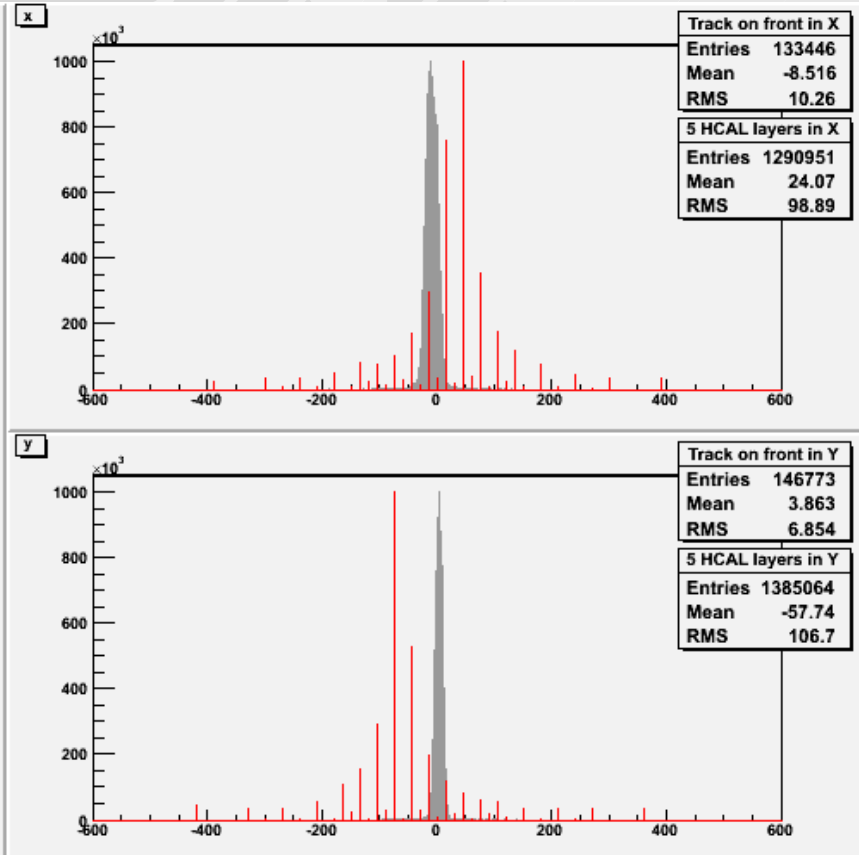 x
×10³
Track on front in X
Entries 133446
Mean -8.516
RMS 10.26
5 HCAL layers in X
Entries 1290951
Mean 24.07
RMS 98.89
1000
800
600
400
200
0
-600 -400 -200 0 200 400 600
y
×10³
Track on front in Y
Entries 146773
Mean 3.863
RMS 6.854
5 HCAL layers in Y
Entries 1385064
Mean -57.74
RMS 106.7
1000
800
600
400
200
0
-600 -400 -200 0 200 400 600